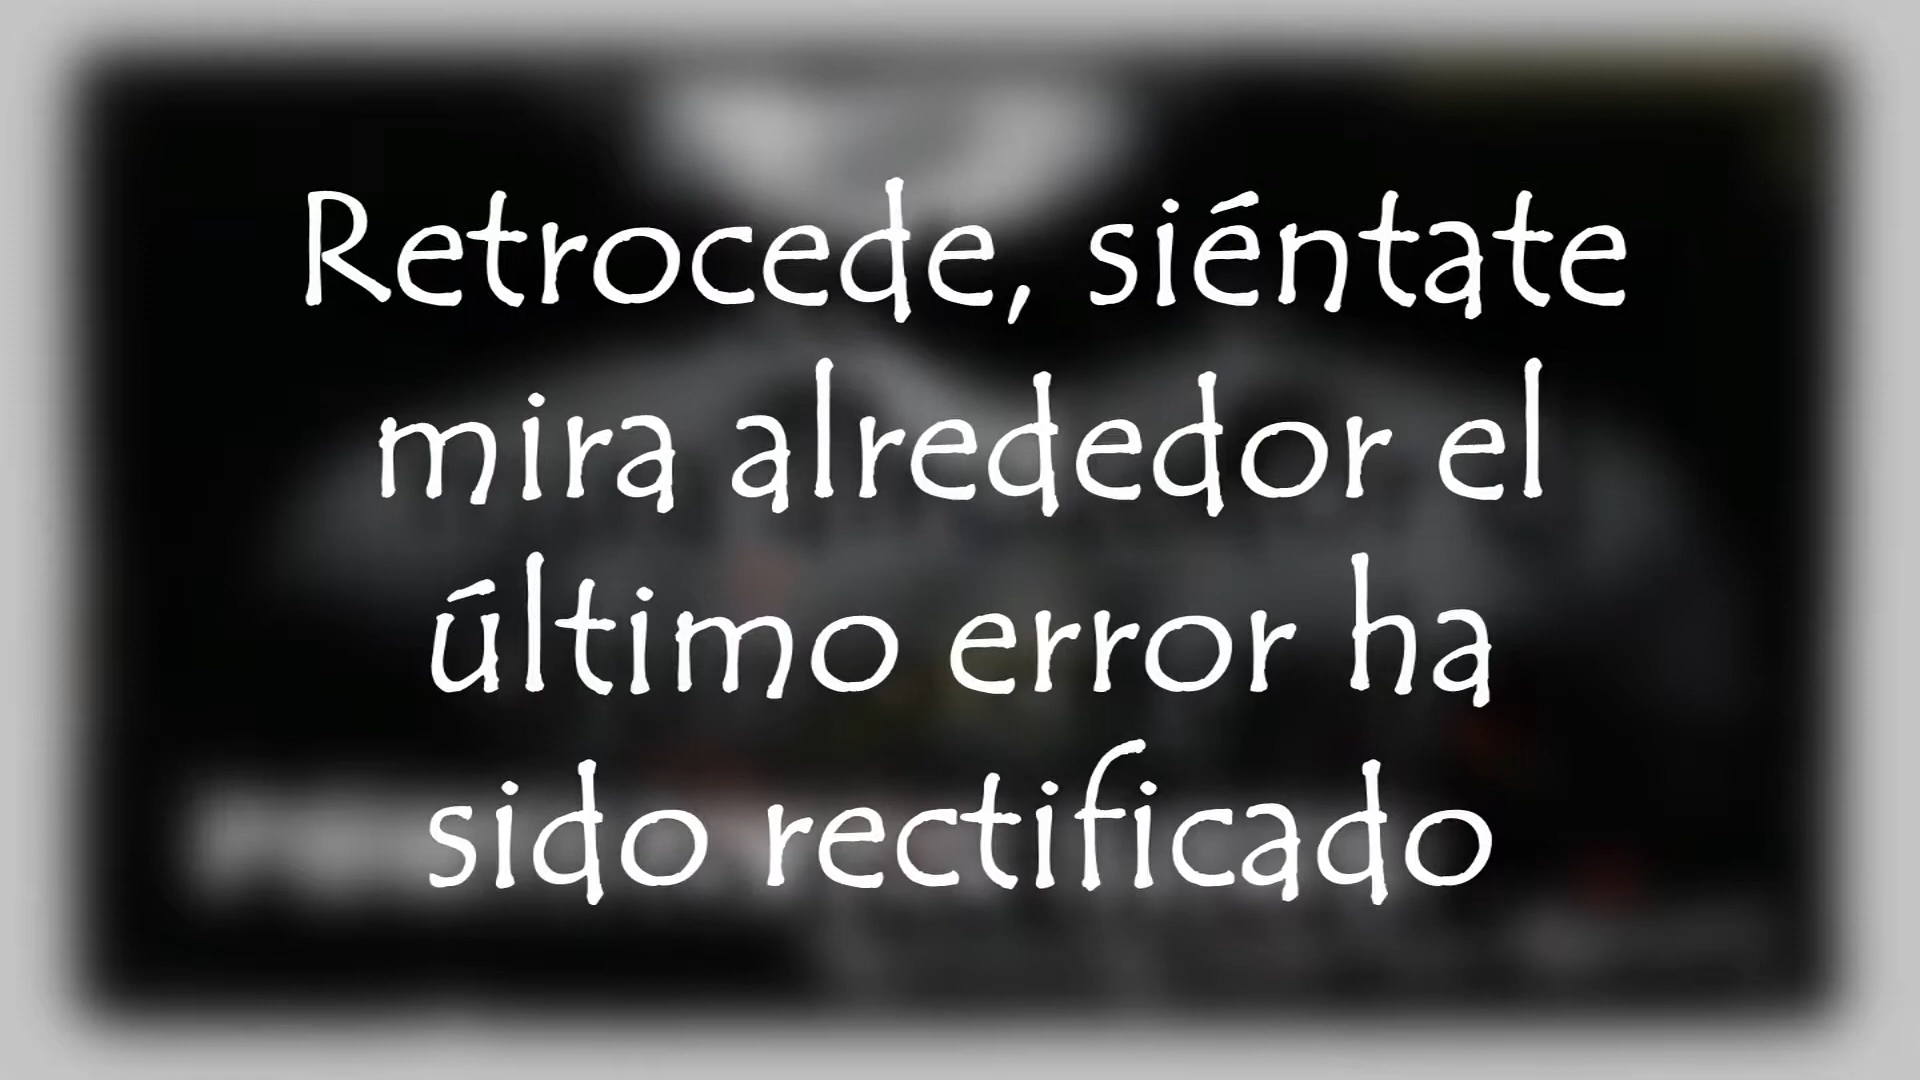 Retrocede, siéntate
mira alrededor el
último error ha
sido rectificado